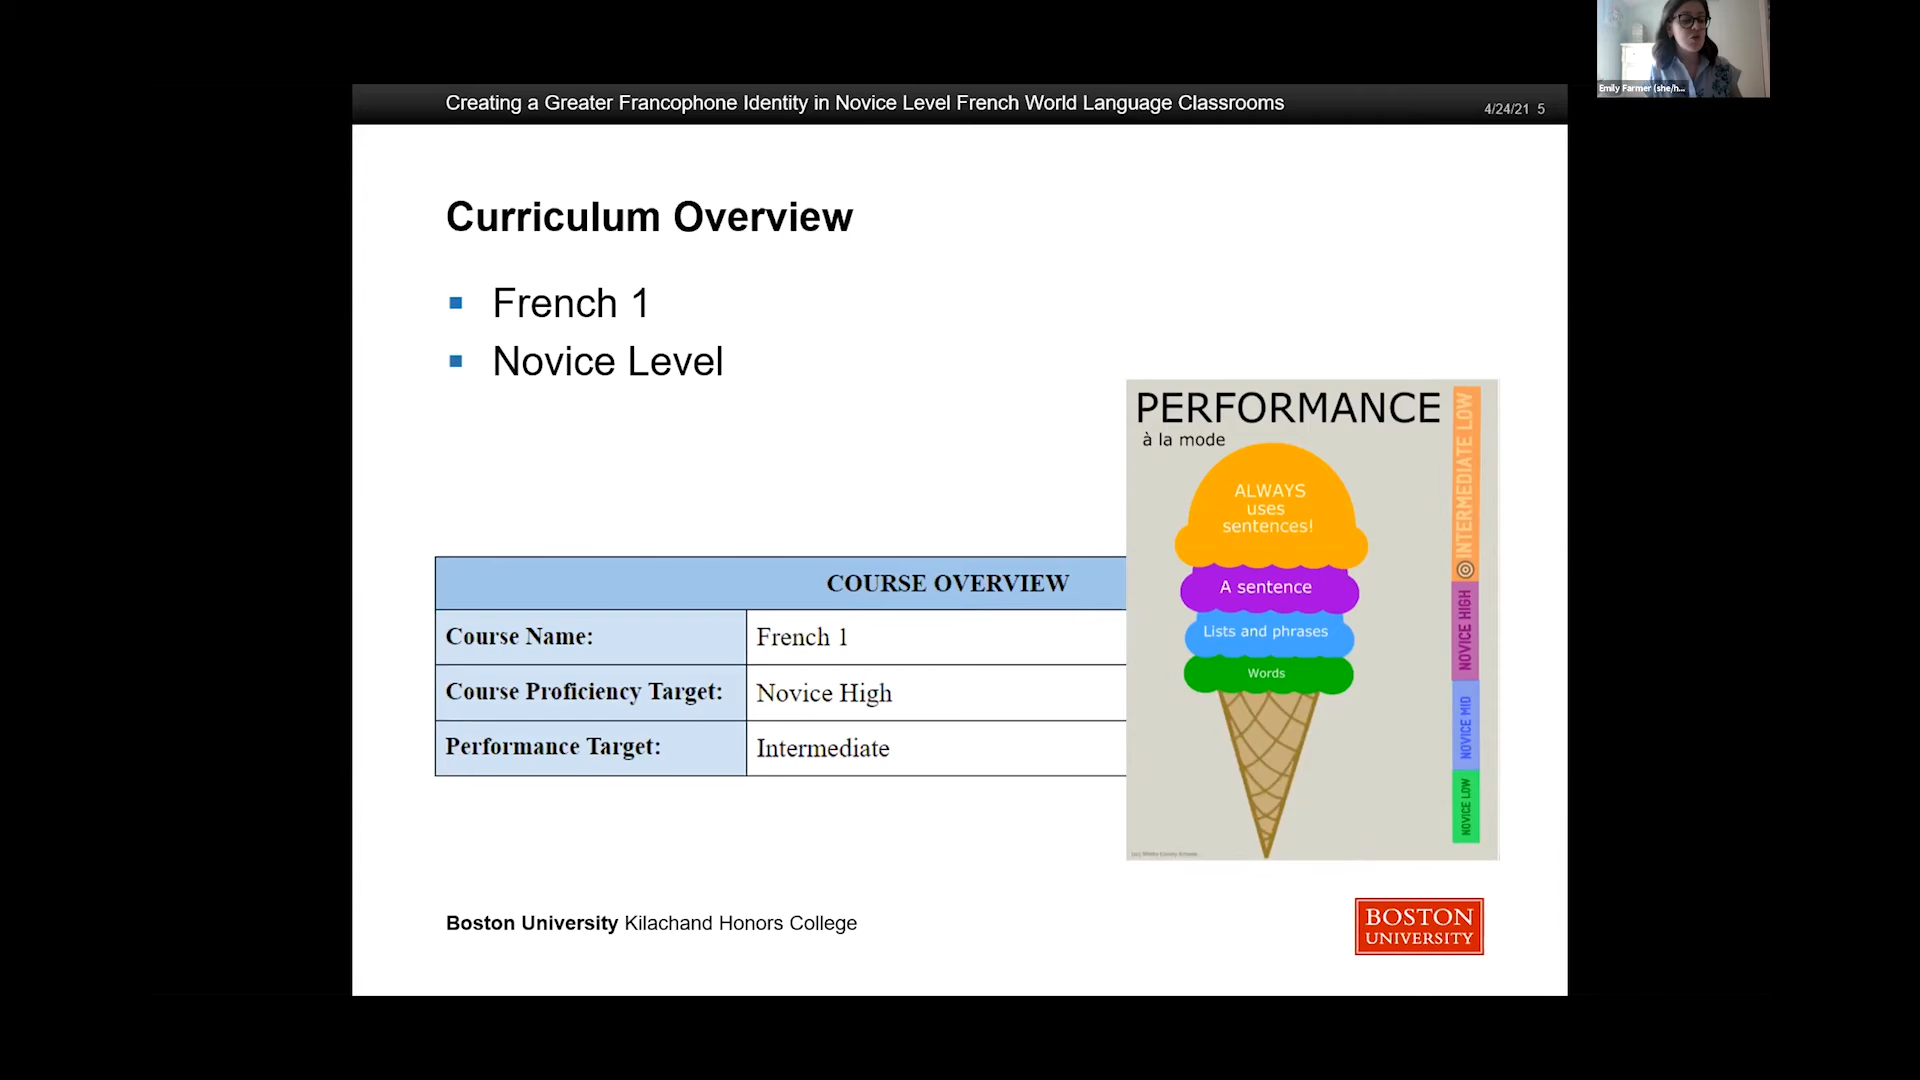 Emily Farmer (she/h...
Creating a Greater Francophone Identity in Novice Level French World Language Classrooms
4/24/21 5
Curriculum Overview
French 1
Novice Level
COURSE OVERVIEW
Course Name: French 1
Course Proficiency Target: Novice High
Performance Target: Intermediate
PERFORMANCE
à la mode
ALWAYS
uses
sentences!
A sentence
Lists and phrases
Words
INTERMEDIATE LOW
NOVICE HIGH
NOVICE MID
NOVICE LOW
Boston University Kilachand Honors College
BOSTON
UNIVERSITY